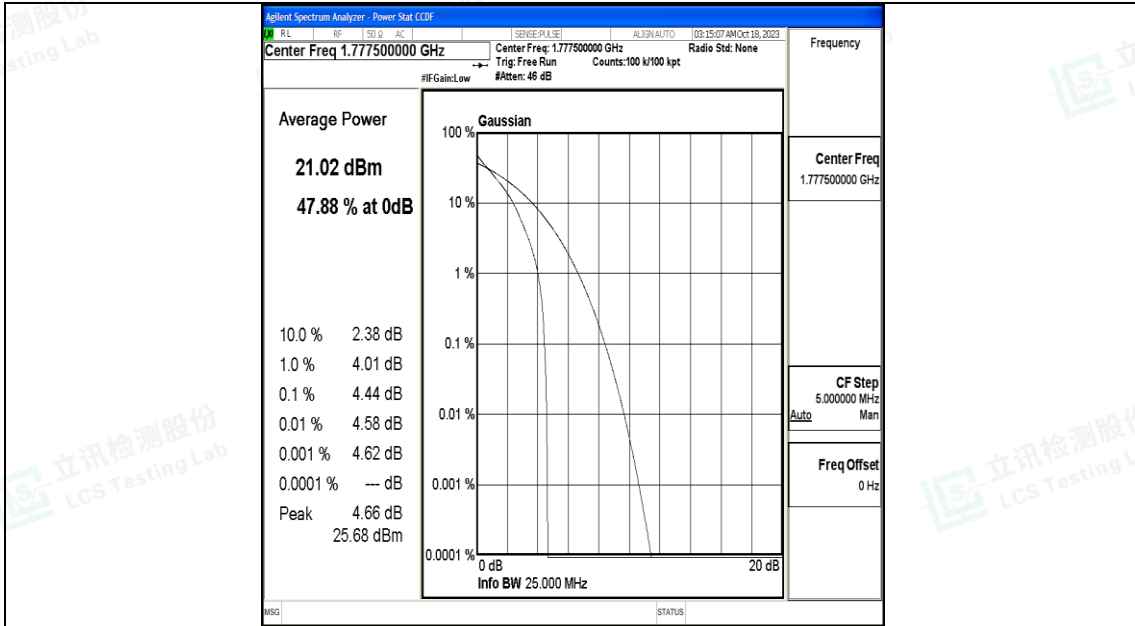 Agilent Spectrum Analyzer - Power Stat CCDF
RL RF 50 Ω AC SENSE:PULSE ALIGN AUTO 03:15:07 AM Oct 18, 2023
Center Freq 1.777500000 GHz
Center Freq: 1.777500000 GHz
Radio Std: None
Trig: Free Run Counts:100 k/100 kpt
#IFGain:Low
#Atten: 46 dB
Average Power
21.02 dBm
47.88 % at 0dB
10.0 % 2.38 dB
1.0 % 4.01 dB
0.1 % 4.44 dB
0.01 % 4.58 dB
0.001 % 4.62 dB
0.0001 % --- dB
Peak 4.66 dB
25.68 dBm
Gaussian
100 %
10 %
1 %
0.1 %
0.01 %
0.001 %
0.0001 %
0 dB 20 dB
Info BW 25.000 MHz
Frequency
Center Freq
1.777500000 GHz
CF Step
5.000000 MHz
Auto Man
Freq Offset
0 Hz
MSG STATUS
立讯检测股份
LCS Testing Lab
立讯检测股份
LCS Testing L
检测股份
sting Lab
立